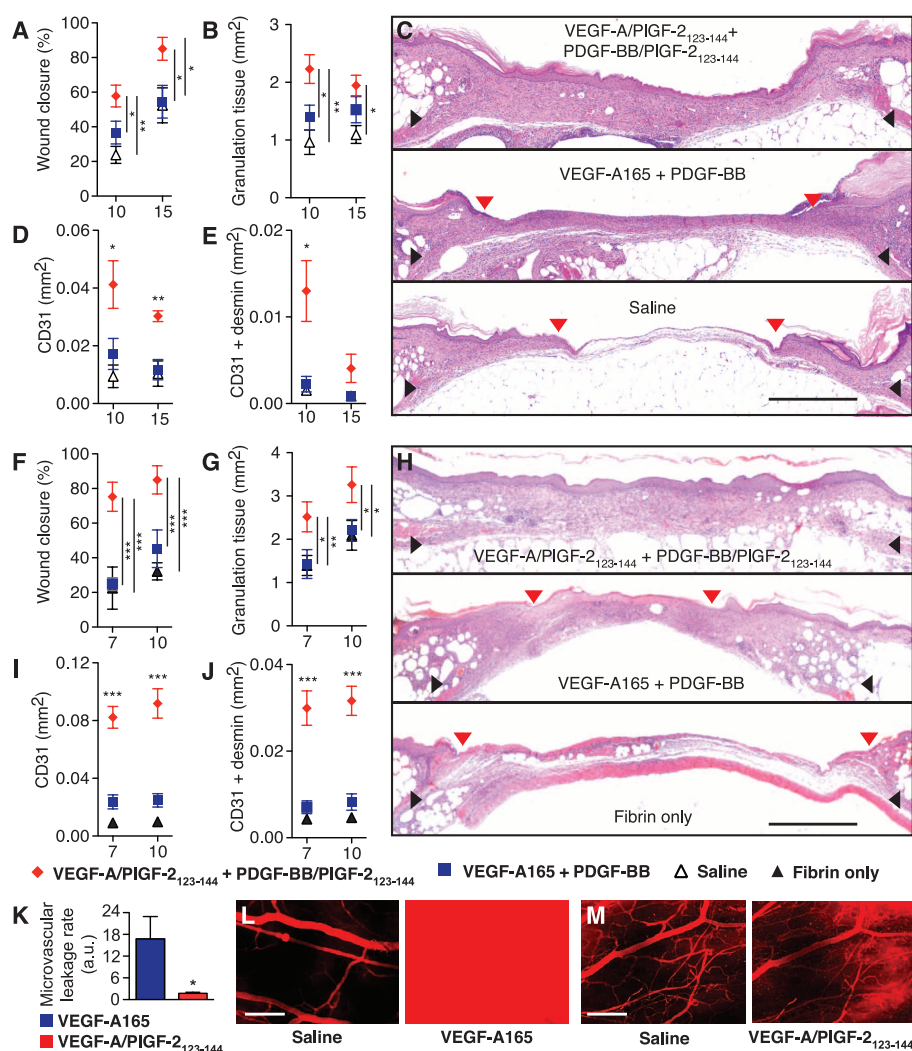 A
Wound closure (%)
100
80
60
40
20
0
10
15
*
**
*
*
B
Granulation tissue (mm2)
3
2
1
0
10
15
*
**
*
C
VEGF-A/PlGF-2123-144 +
PDGF-BB/PlGF-2123-144
VEGF-A165 + PDGF-BB
Saline
D
CD31 (mm2)
0.06
0.04
0.02
0.00
10
15
*
**
E
CD31 + desmin (mm2)
0.02
0.01
0.00
10
15
*
F
Wound closure (%)
100
80
60
40
20
0
7
10
***
***
***
***
G
Granulation tissue (mm2)
4
3
2
1
0
7
10
*
**
*
*
H
VEGF-A/PlGF-2123-144 + PDGF-BB/PlGF-2123-144
VEGF-A165 + PDGF-BB
Fibrin only
I
CD31 (mm2)
0.12
0.08
0.04
0.00
7
10
***
***
J
CD31 + desmin (mm2)
0.04
0.02
0.00
7
10
***
***
VEGF-A/PlGF-2123-144 + PDGF-BB/PlGF-2123-144
VEGF-A165 + PDGF-BB
Saline
Fibrin only
K
Microvascular
leakage rate
(a.u.)
24
18
12
6
0
*
VEGF-A165
VEGF-A/PlGF-2123-144
L
Saline
VEGF-A165
M
Saline
VEGF-A/PlGF-2123-144